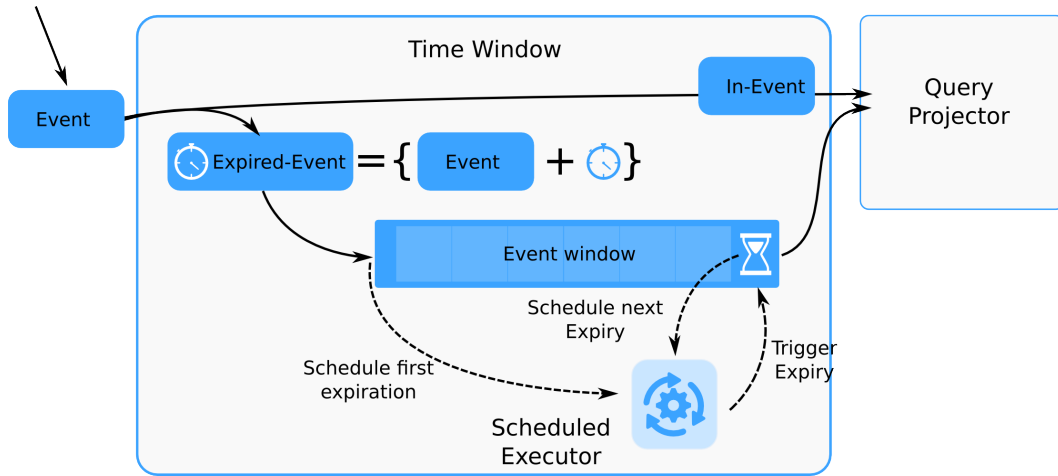 Time Window
Event
In-Event
Query
Projector
Expired-Event = { Event + }
Event window
Schedule next
Expiry
Trigger
Expiry
Schedule first
expiration
Scheduled
Executor